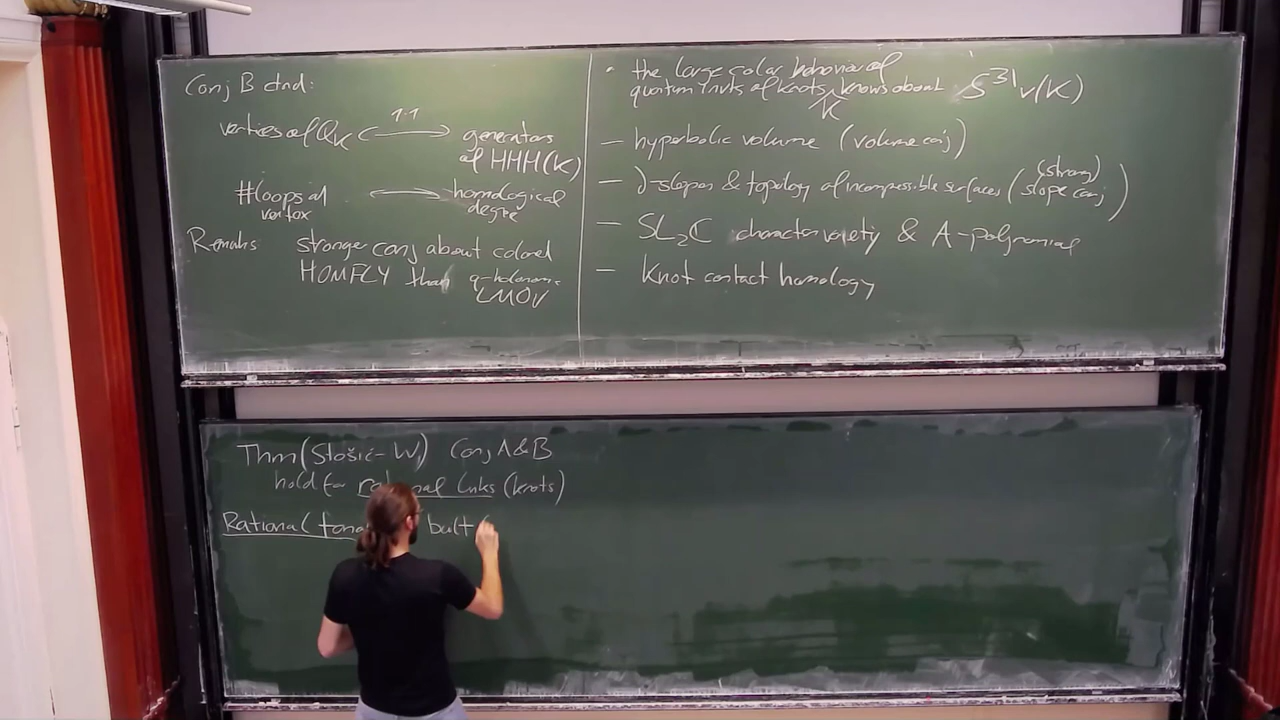 Conj B ctnd:
vertices of Q_K ⟷ 1:1 generators of HHH(K)
#loops at vertex ⟷ homological degree
Remarks: stronger conj about colored
HOMFLY than q-holonom.
LMOV
• the large color behavior of
quantum invts of knots K knows about S³\ν(K)
— hyperbolic volume (volume conj)
— ∂-slopes & topology of incompressible surfaces ((strong) slope conj)
— SL₂ℂ character variety & A-polynomial
— Knot contact homology
Thm (Stošić-W) Conj A&B
hold for rational links (knots)
Rational built